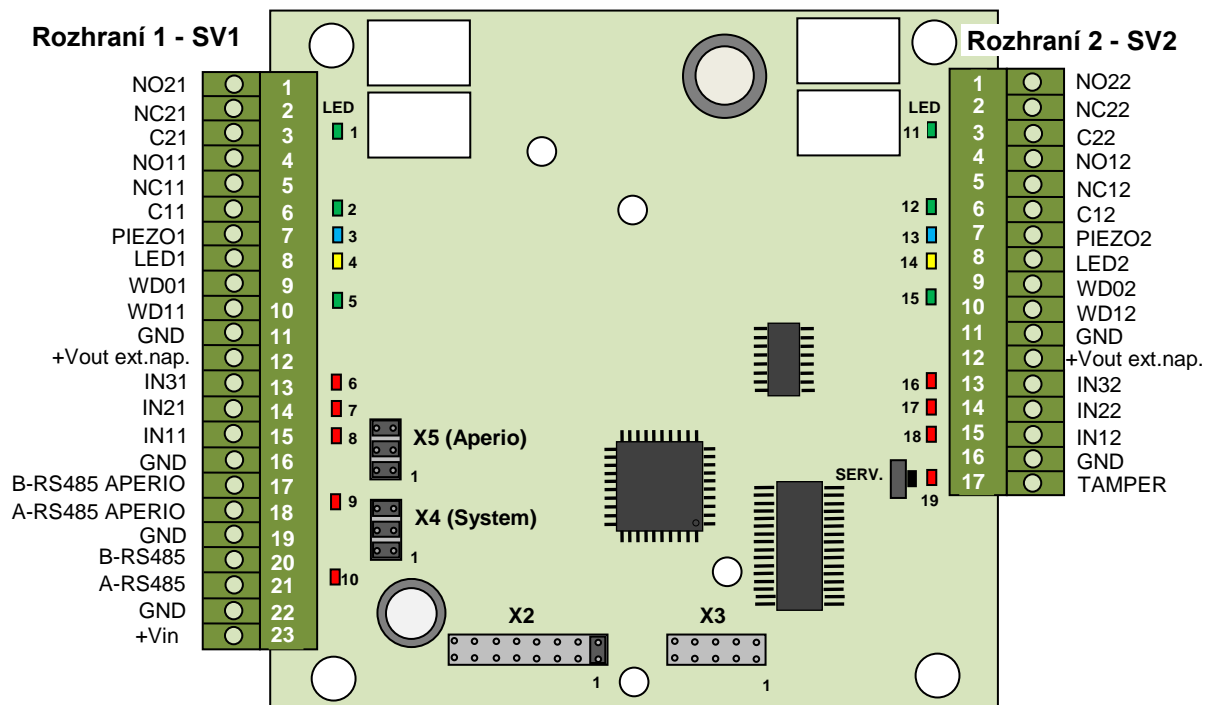 Rozhraní 1 - SV1
NO21 1
NC21 2
C21 3
NO11 4
NC11 5
C11 6
PIEZO1 7
LED1 8
WD01 9
WD11 10
GND 11
+Vout ext.nap. 12
IN31 13
IN21 14
IN11 15
GND 16
B-RS485 APERIO 17
A-RS485 APERIO 18
GND 19
B-RS485 20
A-RS485 21
GND 22
+Vin 23
LED
1
2
3
4
5
6
7
8
9
10
X5 (Aperio)
1
X4 (System)
1
X2
1
X3
1
LED
11
12
13
14
15
16
17
18
SERV.
19
Rozhraní 2 - SV2
1 NO22
2 NC22
3 C22
4 NO12
5 NC12
6 C12
7 PIEZO2
8 LED2
9 WD02
10 WD12
11 GND
12 +Vout ext.nap.
13 IN32
14 IN22
15 IN12
16 GND
17 TAMPER